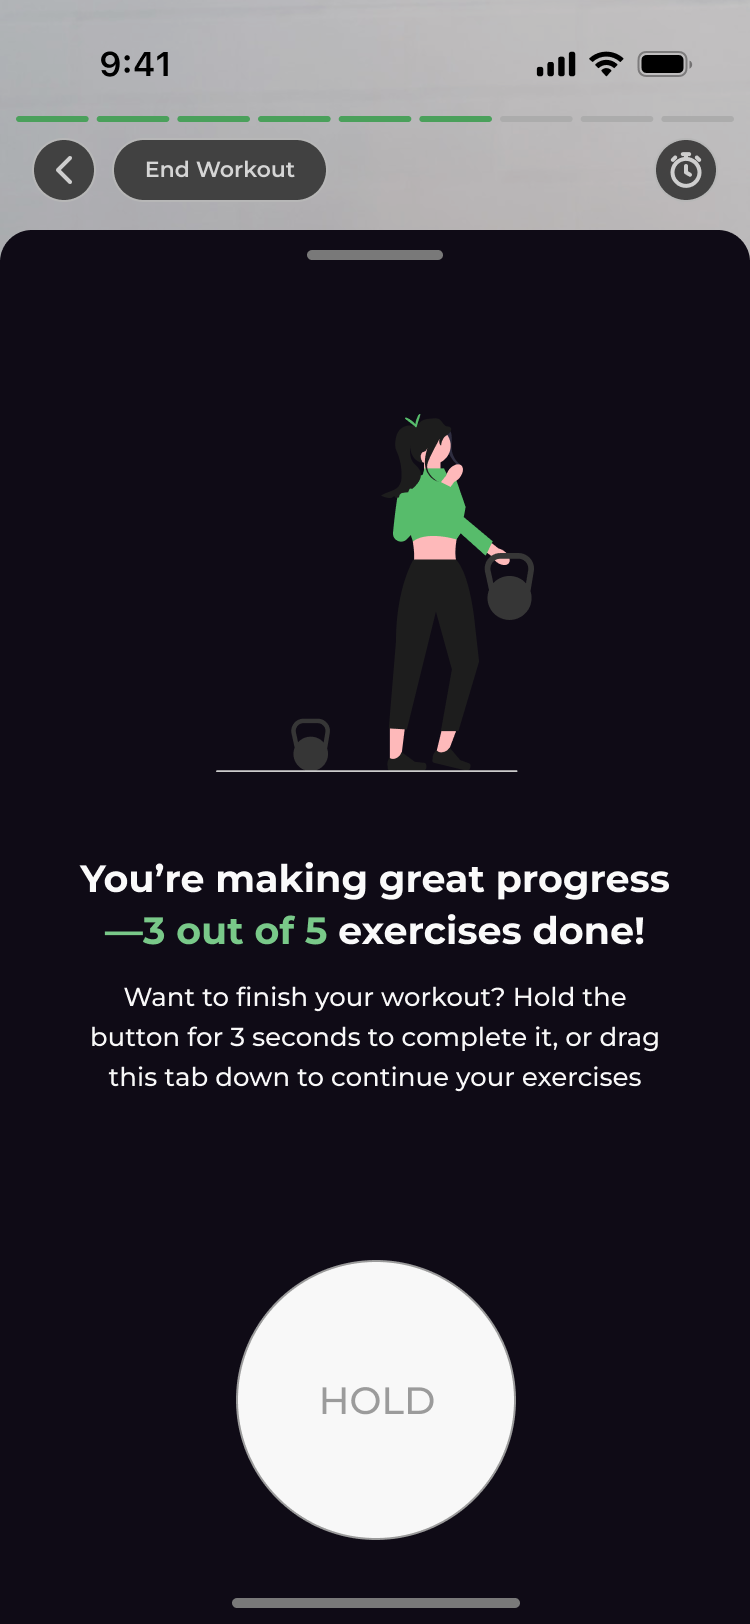 9:41
End Workout
You’re making great progress
—3 out of 5 exercises done!
Want to finish your workout? Hold the
button for 3 seconds to complete it, or drag
this tab down to continue your exercises
HOLD